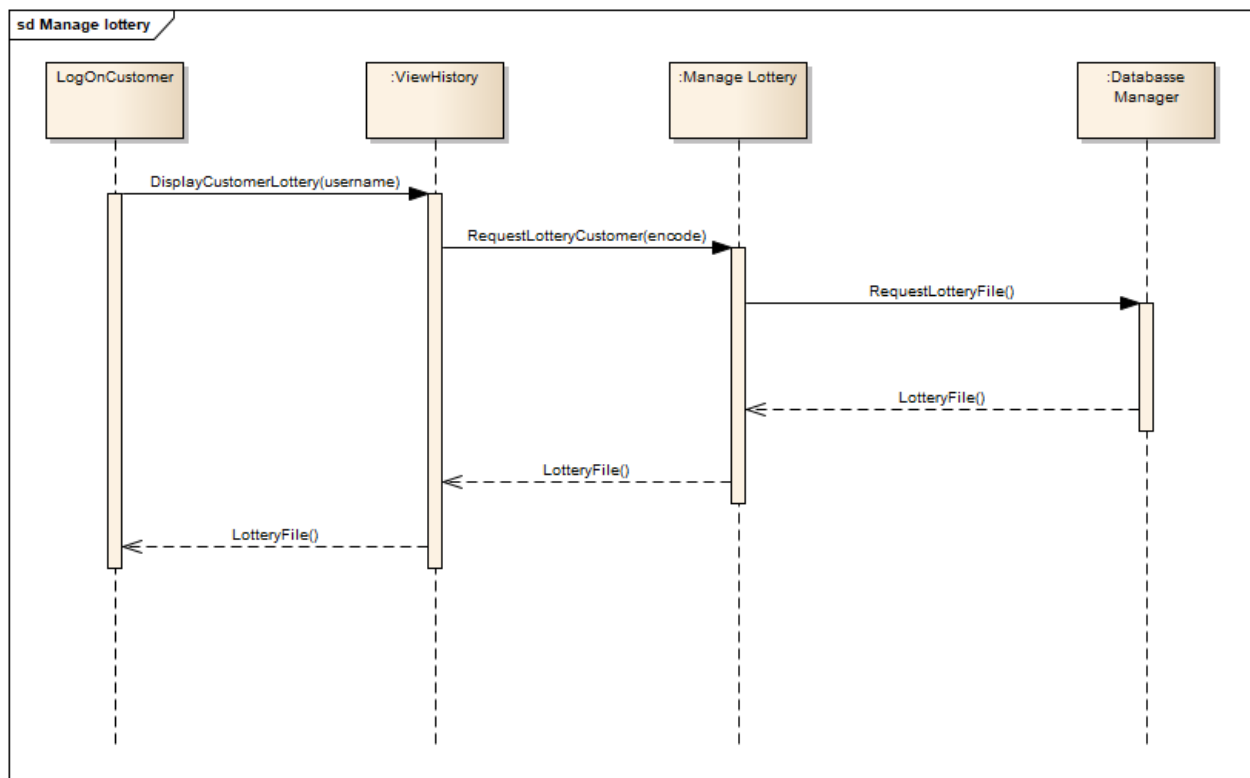 sd Manage lottery
LogOnCustomer
:ViewHistory
:Manage Lottery
:Databasse
Manager
DisplayCustomerLottery(username)
RequestLotteryCustomer(encode)
RequestLotteryFile()
LotteryFile()
LotteryFile()
LotteryFile()